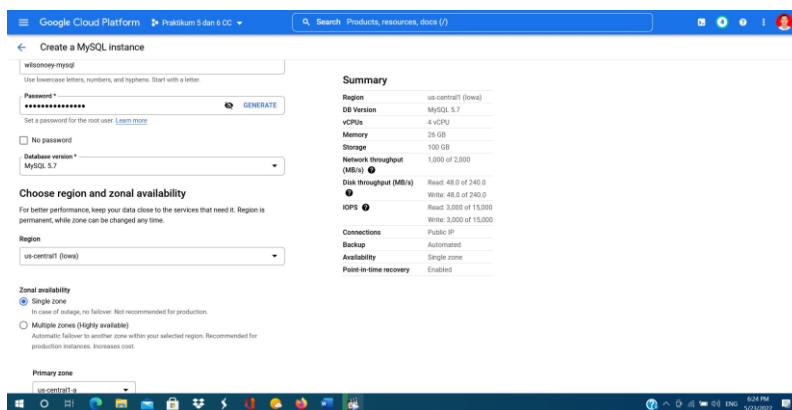 Google Cloud Platform
Praktikum 5 dan 6 CC
Search Products, resources, docs (/)
4
Create a MySQL instance
wilsonoey-mysql
Use lowercase letters, numbers, and hyphens. Start with a letter.
Password *
•••••••••••••••
GENERATE
Set a password for the root user. Learn more
No password
Database version *
MySQL 5.7
Choose region and zonal availability
For better performance, keep your data close to the services that need it. Region is
permanent, while zone can be changed any time.
Region
us-central1 (Iowa)
Zonal availability
Single zone
In case of outage, no failover. Not recommended for production.
Multiple zones (Highly available)
Automatic failover to another zone within your selected region. Recommended for
production instances. Increases cost.
Primary zone
us-central1-a
Summary
Region us-central1 (Iowa)
DB Version MySQL 5.7
vCPUs 4 vCPU
Memory 26 GB
Storage 100 GB
Network throughput 1,000 of 2,000
(MB/s)
Disk throughput (MB/s) Read: 48.0 of 240.0
Write: 48.0 of 240.0
IOPS Read: 3,000 of 15,000
Write: 3,000 of 15,000
Connections Public IP
Backup Automated
Availability Single zone
Point-in-time recovery Enabled
ENG
6:24 PM
5/23/2022